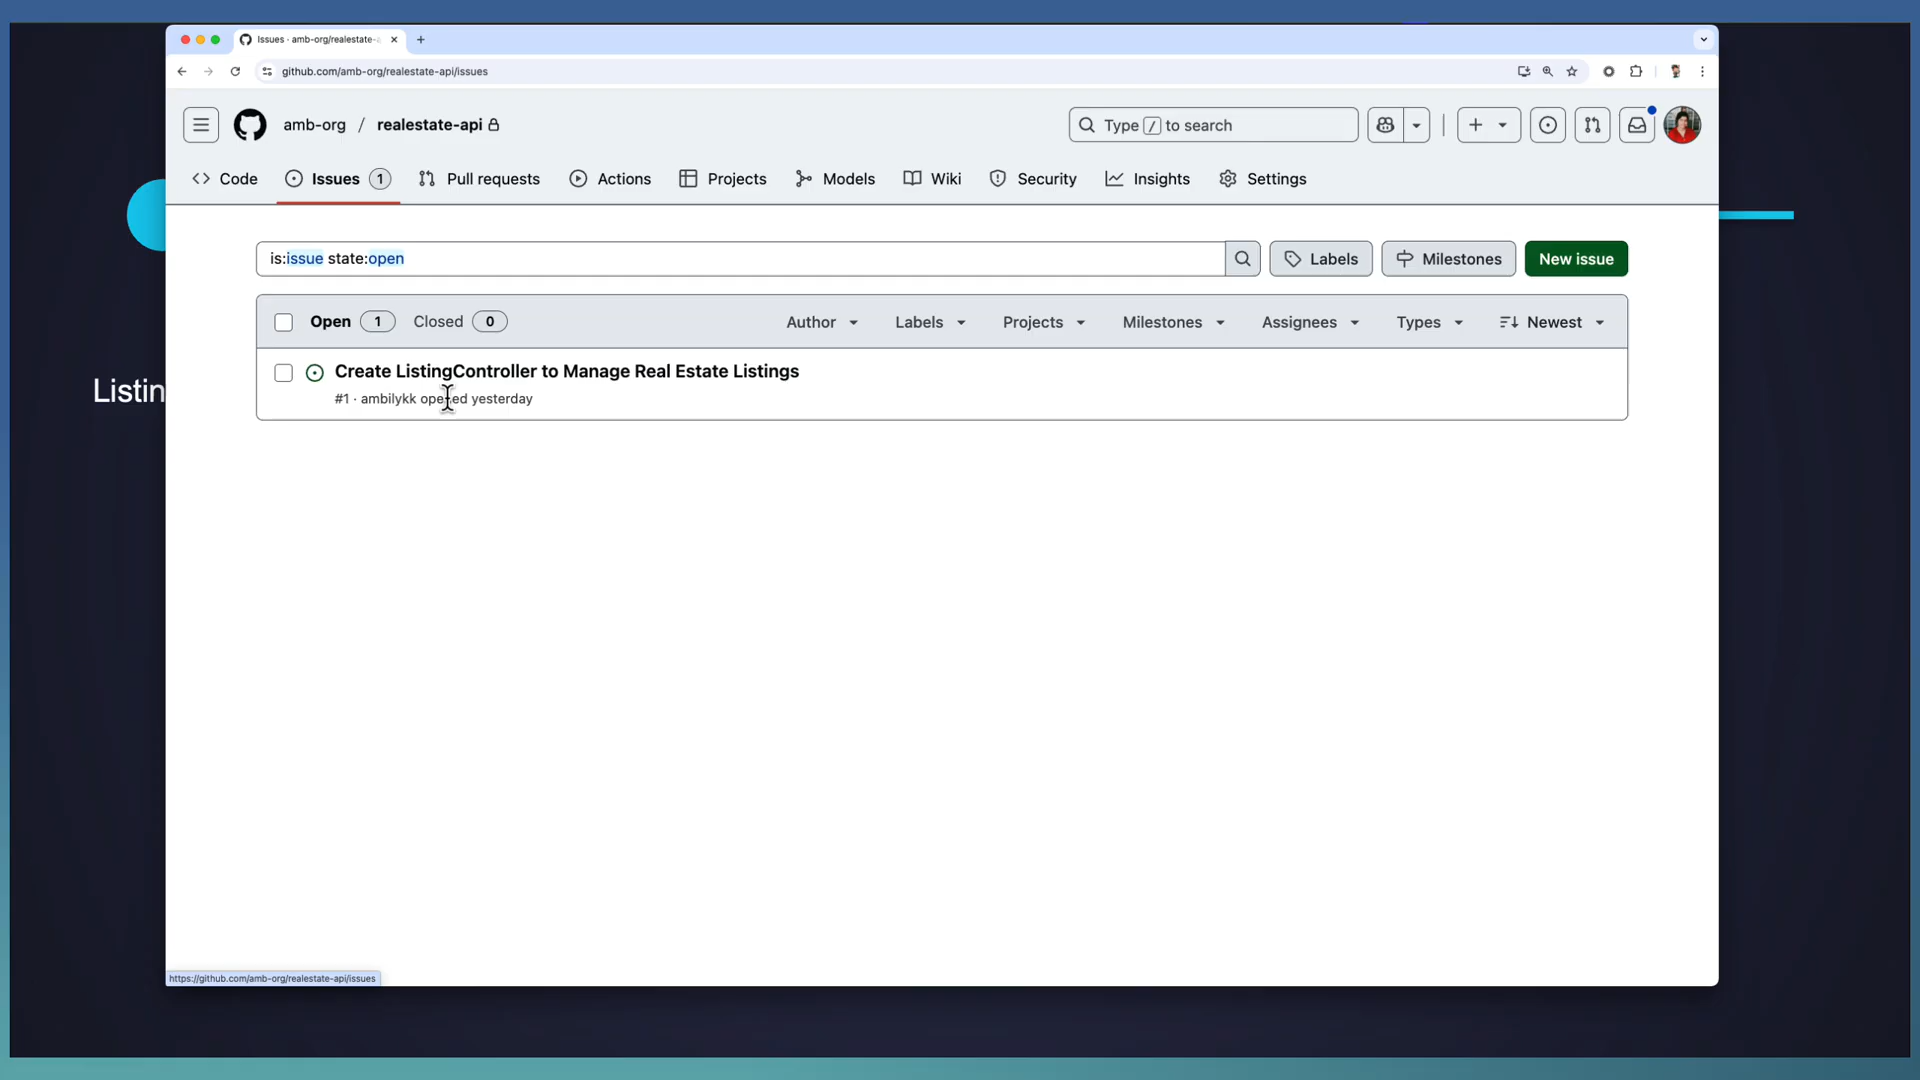 Issues · amb-org/realestate-
github.com/amb-org/realestate-api/issues
amb-org / realestate-api
Type / to search
Code
Issues 1
Pull requests
Actions
Projects
Models
Wiki
Security
Insights
Settings
is:issue state:open
Labels
Milestones
New issue
Open 1
Closed 0
Author
Labels
Projects
Milestones
Assignees
Types
Newest
Create ListingController to Manage Real Estate Listings
#1 · ambilykk opened yesterday
Listin
https://github.com/amb-org/realestate-api/issues